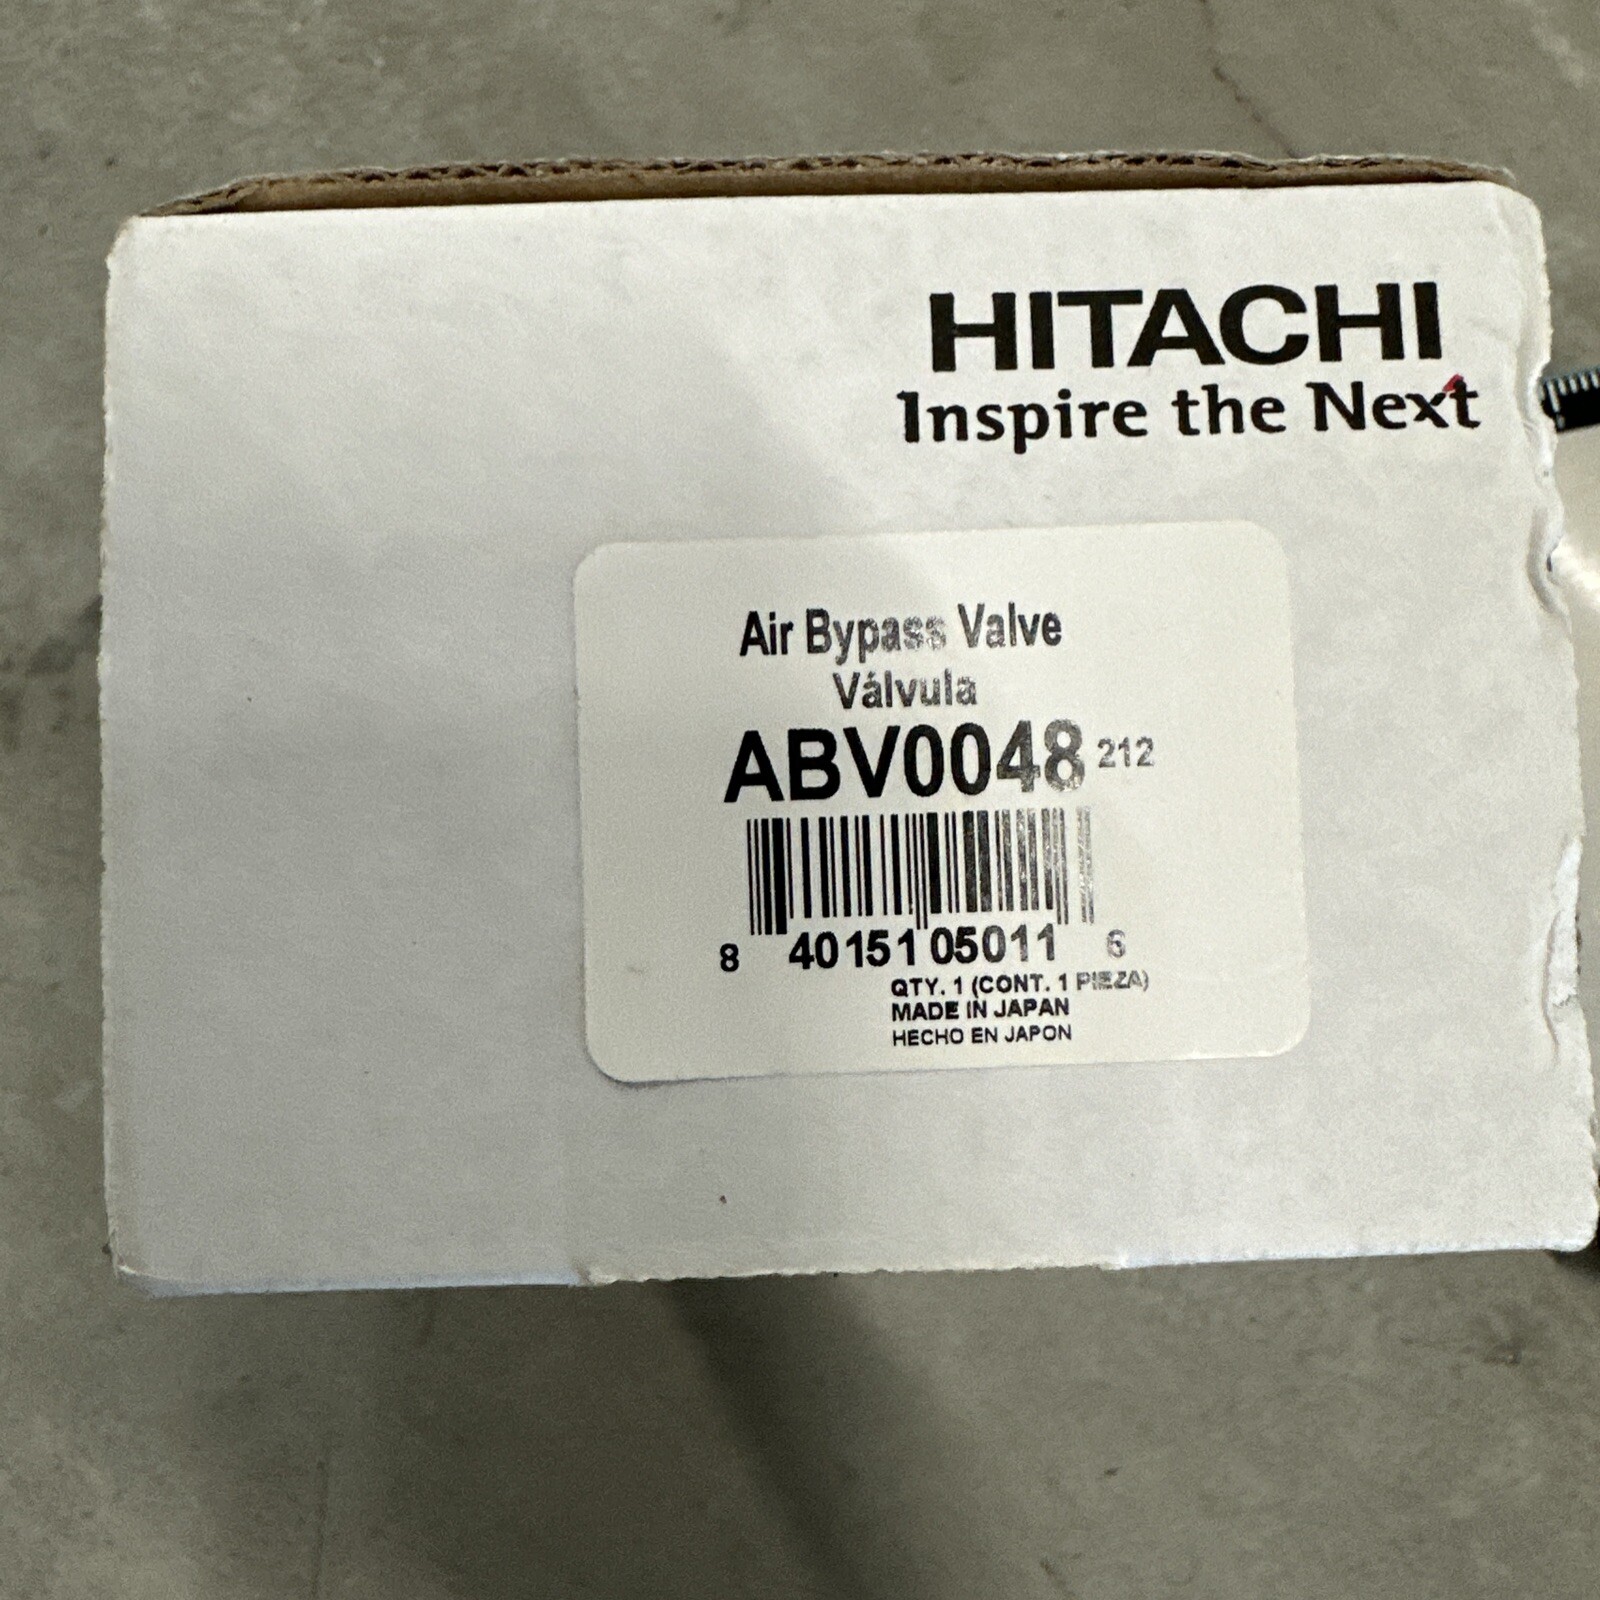 HITACHI
Inspire the Next
Air Bypass Valve
Válvula
ABV0048 212
8 40151 05011 6
QTY. 1 (CONT. 1 PIEZA)
MADE IN JAPAN
HECHO EN JAPON